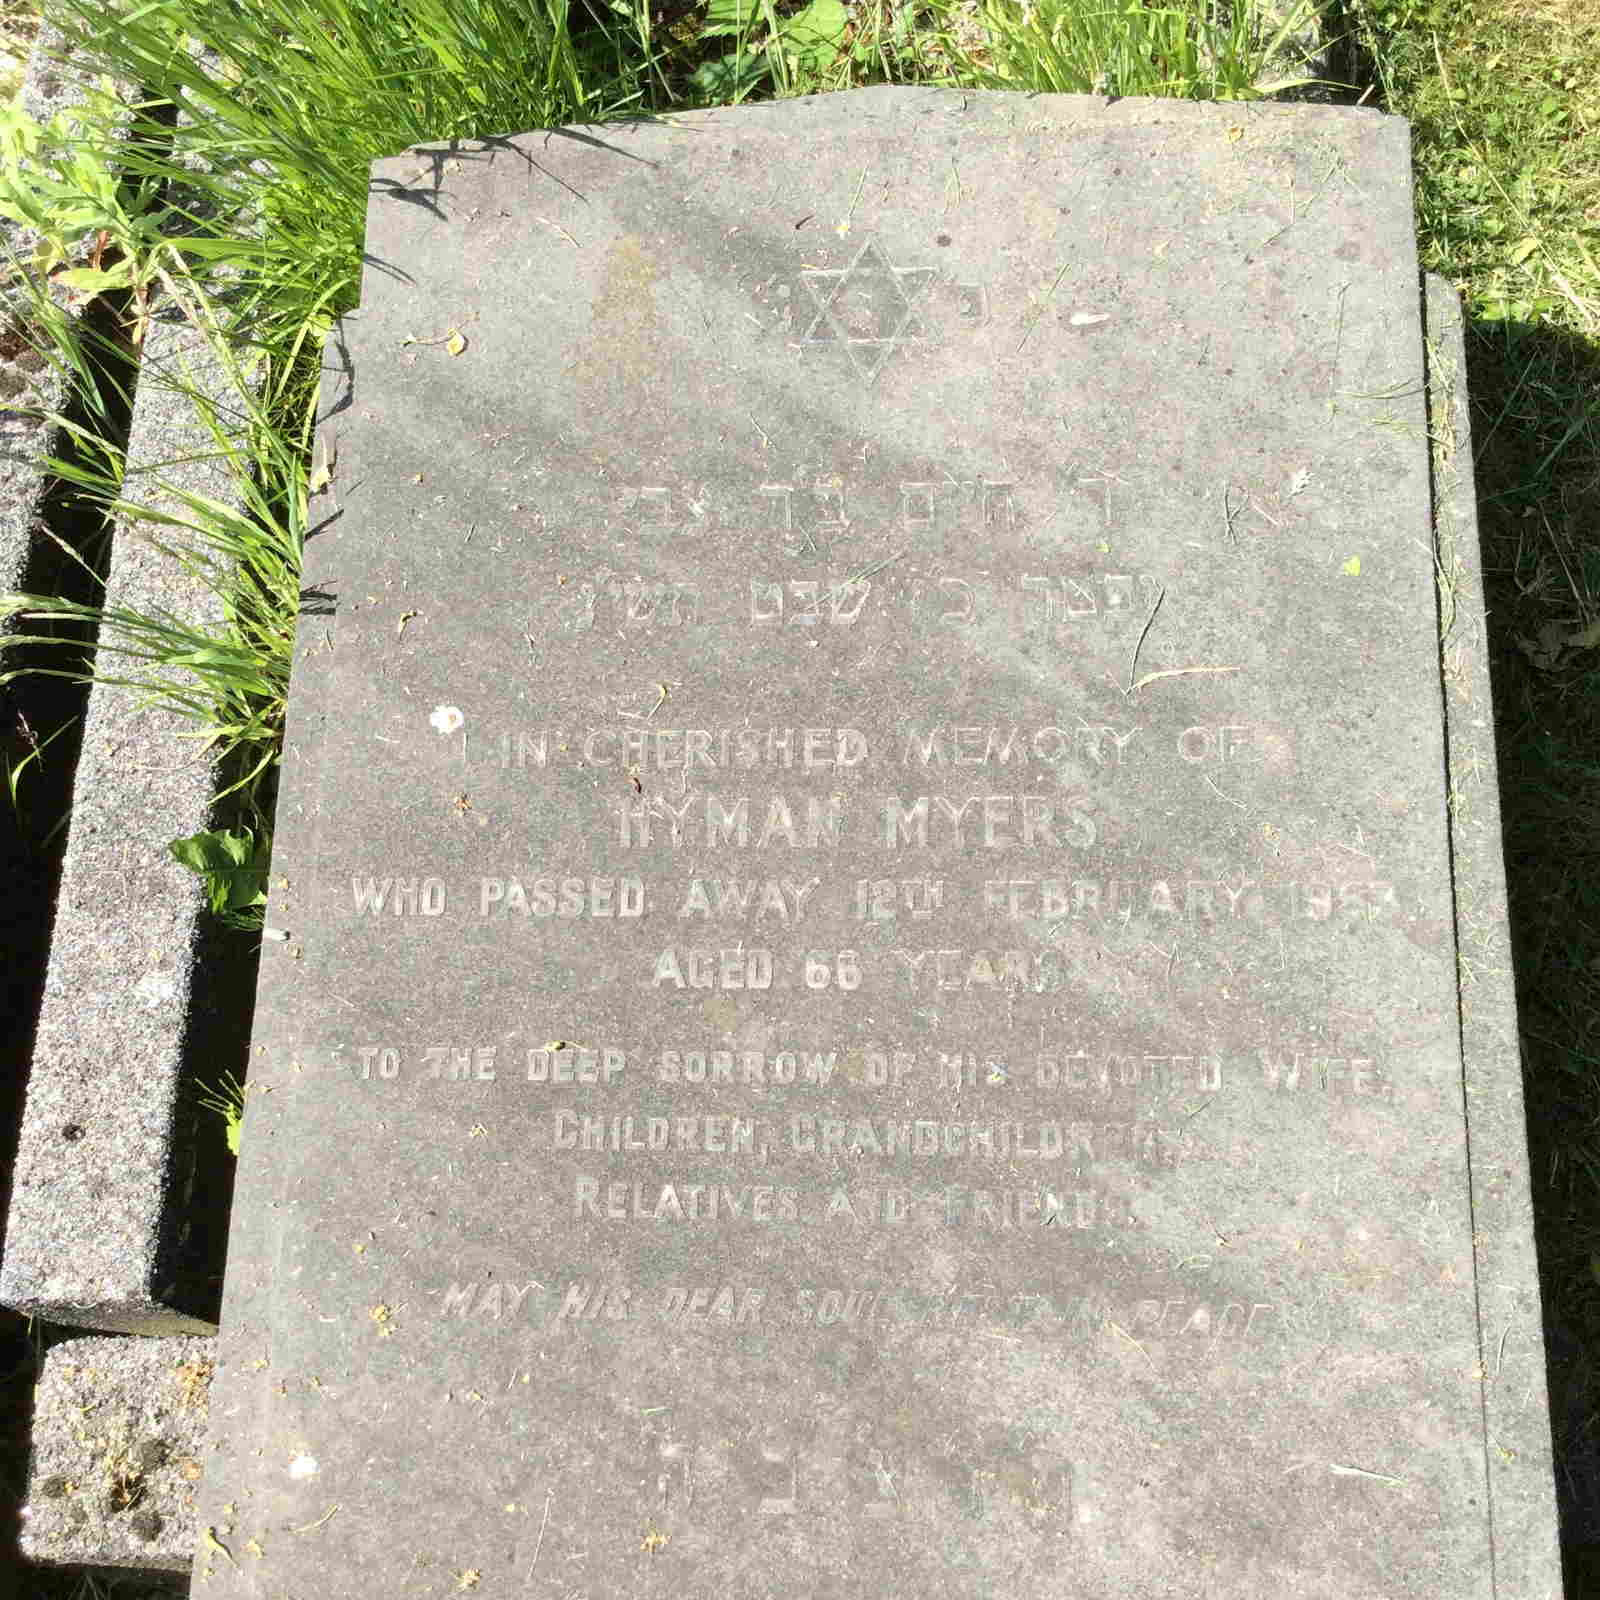 פ נ
ר' חיים בן צבי
נפטר כ"ז שבט תשי"ג
IN CHERISHED MEMORY OF
HYMAN MYERS
WHO PASSED AWAY 12TH FEBRUARY 1953
AGED 66 YEARS
TO THE DEEP SORROW OF HIS DEVOTED WIFE,
CHILDREN, GRANDCHILDREN,
RELATIVES AND FRIENDS.
MAY HIS DEAR SOUL REST IN PEACE
ת נ צ ב ה